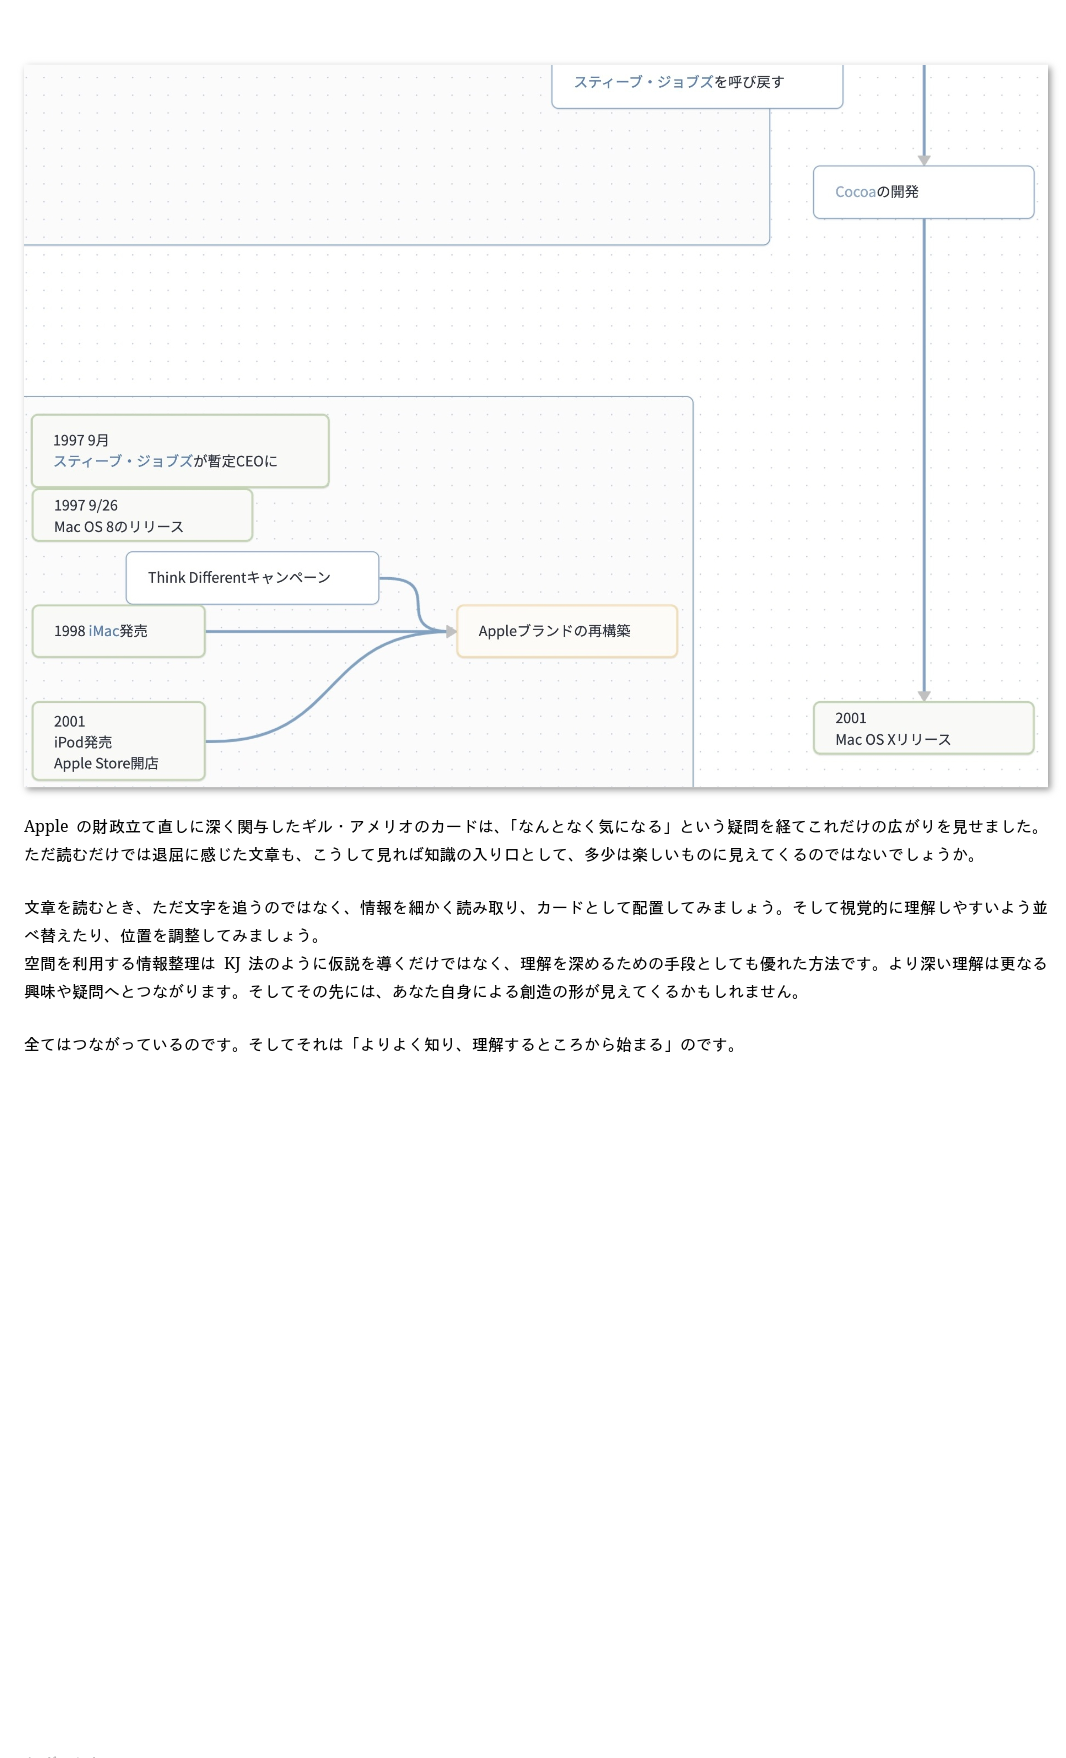 スティーブ・ジョブズを呼び戻す
Cocoaの開発
1997 9月
スティーブ・ジョブズが暫定CEOに
1997 9/26
Mac OS 8のリリース
Think Differentキャンペーン
1998 iMac発売
Appleブランドの再構築
2001
iPod発売
Apple Store開店
2001
Mac OS Xリリース
Apple の財政立て直しに深く関与したギル・アメリオのカードは、「なんとなく気になる」という疑問を経てこれだけの広がりを見せました。
ただ読むだけでは退屈に感じた文章も、こうして見れば知識の入り口として、多少は楽しいものに見えてくるのではないでしょうか。
文章を読むとき、ただ文字を追うのではなく、情報を細かく読み取り、カードとして配置してみましょう。そして視覚的に理解しやすいよう並
べ替えたり、位置を調整してみましょう。
空間を利用する情報整理は KJ 法のように仮説を導くだけではなく、理解を深めるための手段としても優れた方法です。より深い理解は更なる
興味や疑問へとつながります。そしてその先には、あなた自身による創造の形が見えてくるかもしれません。
全てはつながっているのです。そしてそれは「よりよく知り、理解するところから始まる」のです。